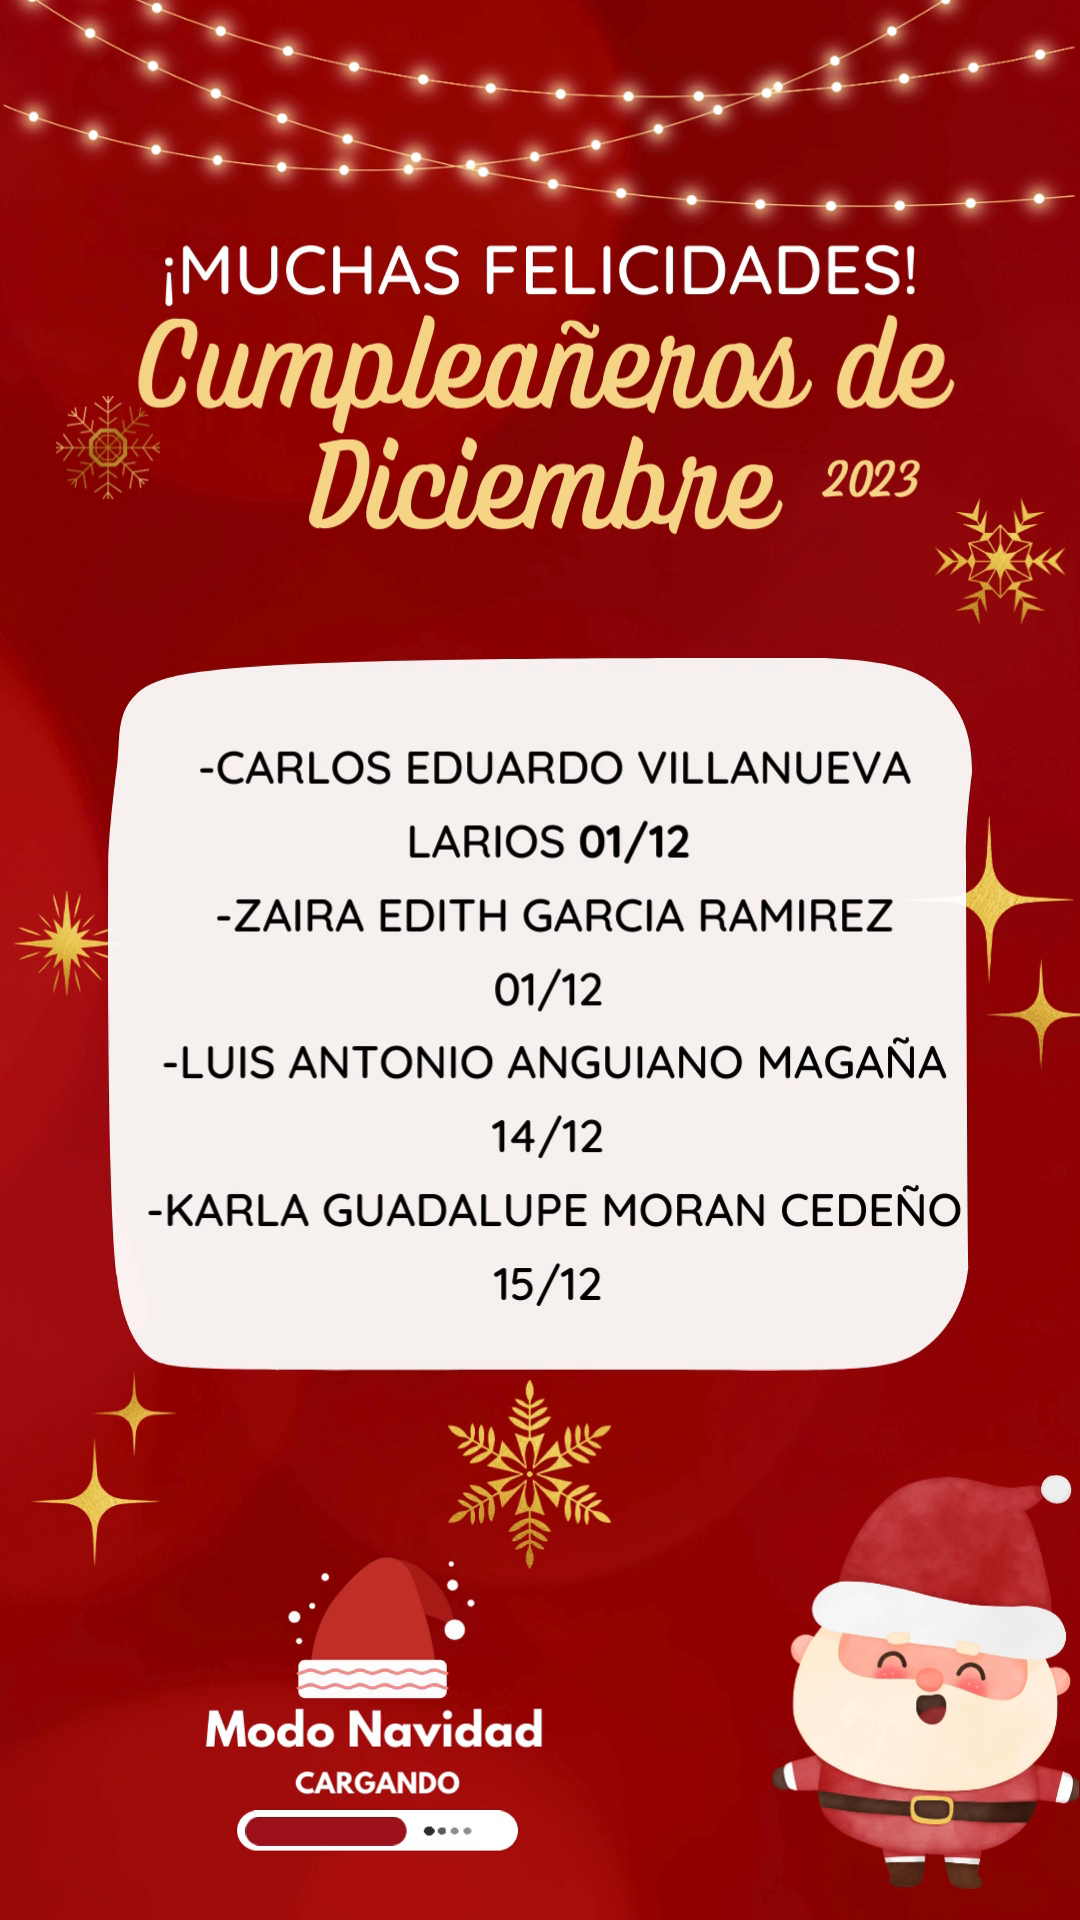 ¡MUCHAS FELICIDADES!
Cumpleañeros de
Diciembre 2023
-CARLOS EDUARDO VILLANUEVA
LARIOS 01/12
-ZAIRA EDITH GARCIA RAMIREZ
01/12
-LUIS ANTONIO ANGUIANO MAGAÑA
14/12
-KARLA GUADALUPE MORAN CEDEÑO
15/12
Modo Navidad
CARGANDO